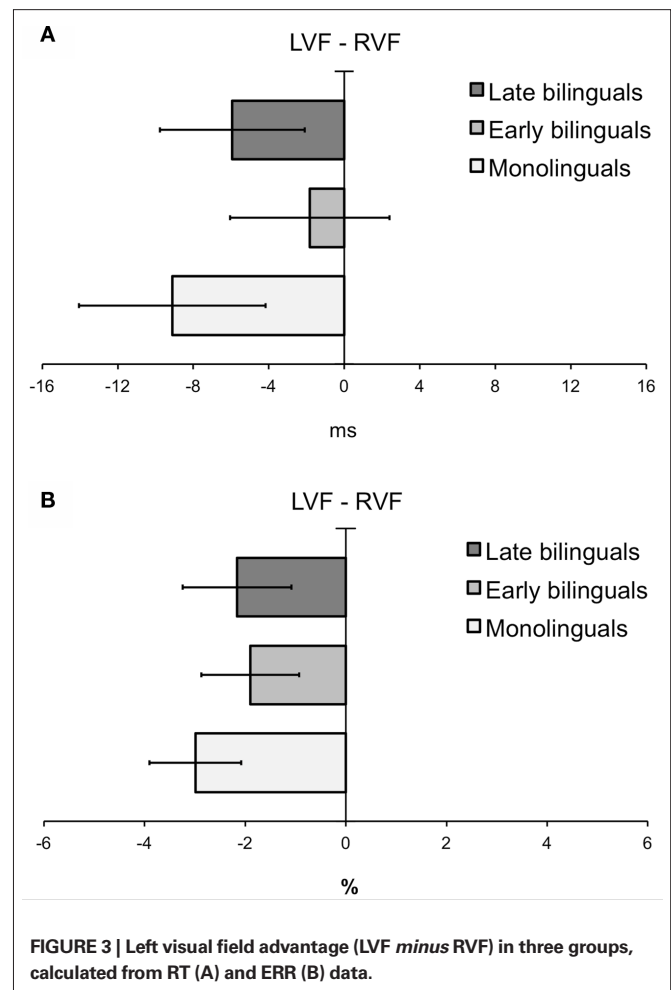 A
LVF - RVF
Late bilinguals
Early bilinguals
Monolinguals
-16 -12 -8 -4 0 4 8 12 16
ms
B
LVF - RVF
Late bilinguals
Early bilinguals
Monolinguals
-6 -4 -2 0 2 4 6
%
FIGURE 3 | Left visual field advantage (LVF minus RVF) in three groups,
calculated from RT (A) and ERR (B) data.